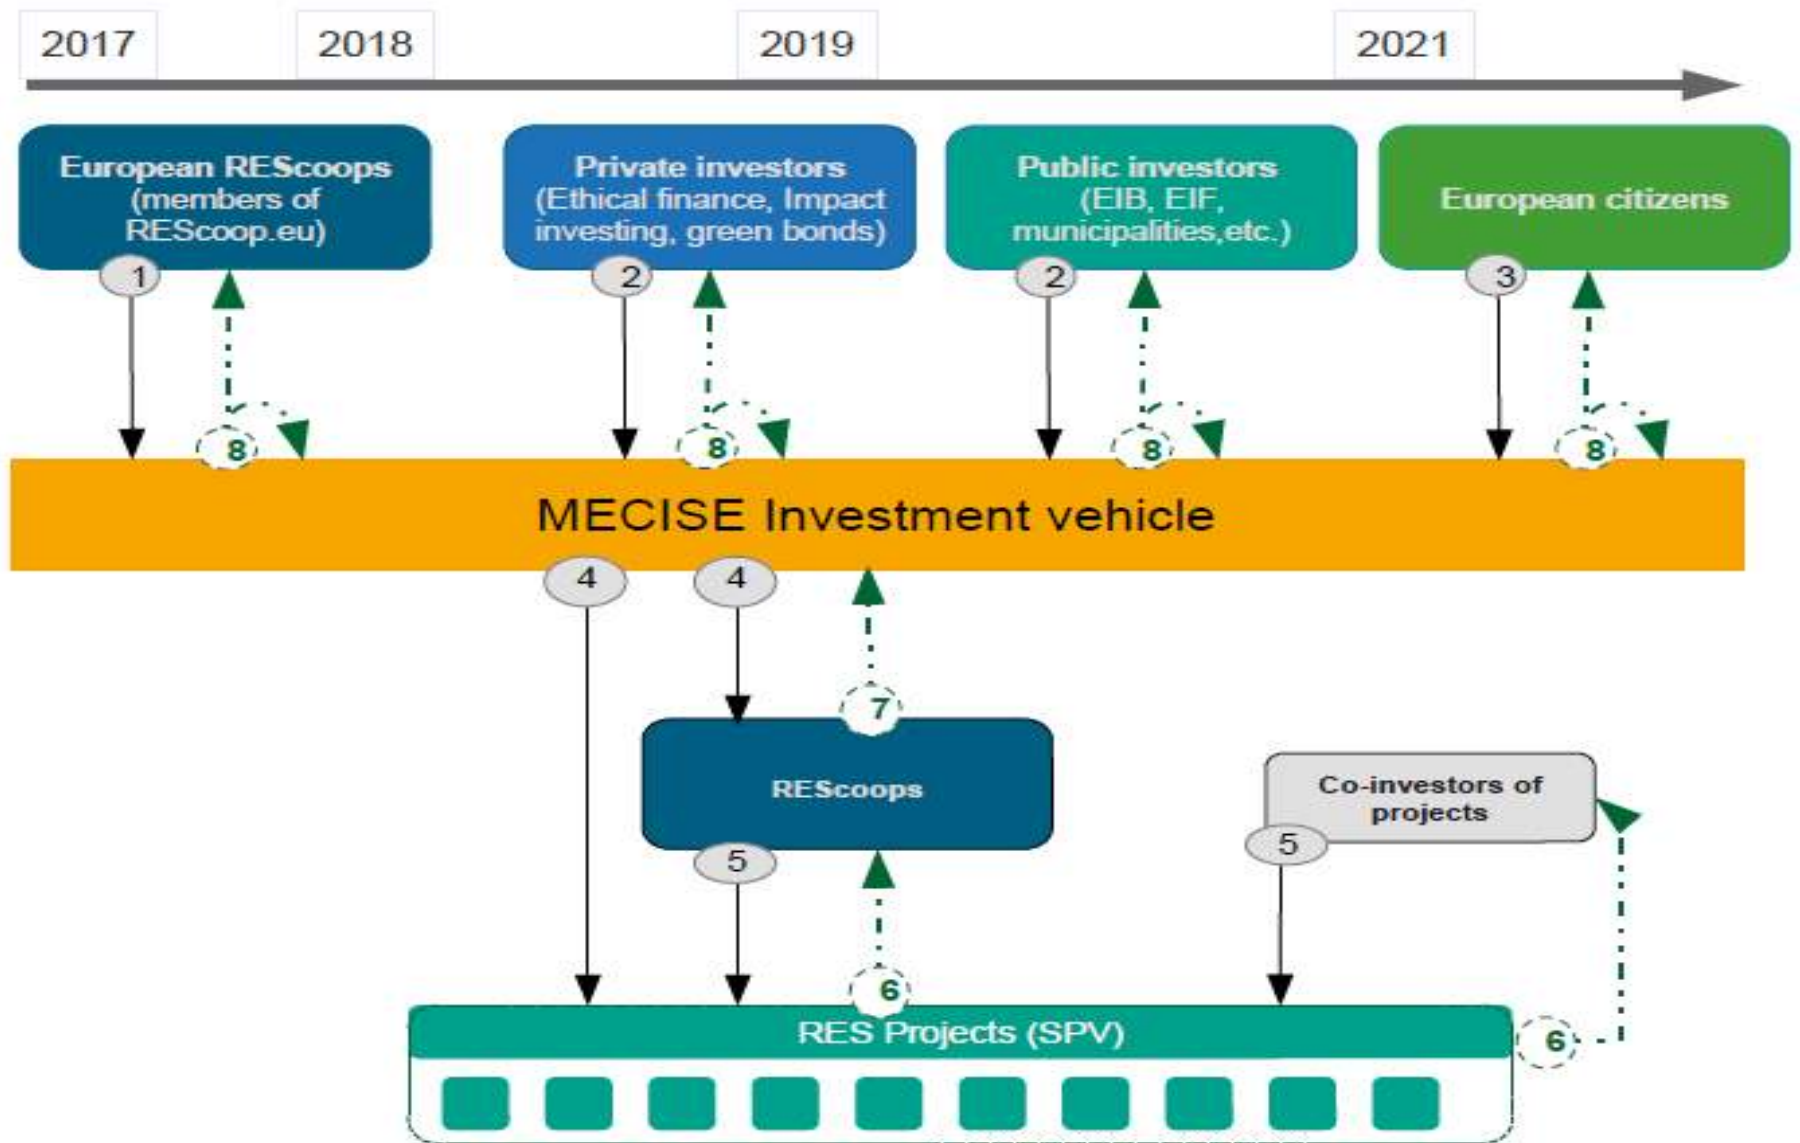 2017
2018
2019
2021
European REScoops
(members of
REScoop.eu)
Private investors
(Ethical finance, Impact
investing, green bonds)
Public investors
(EIB, EIF,
municipalities,etc.)
European citizens
1
2
2
3
8
8
8
8
MECISE Investment vehicle
4
4
7
REScoops
Co-investors of
projects
5
5
6
RES Projects (SPV)
6